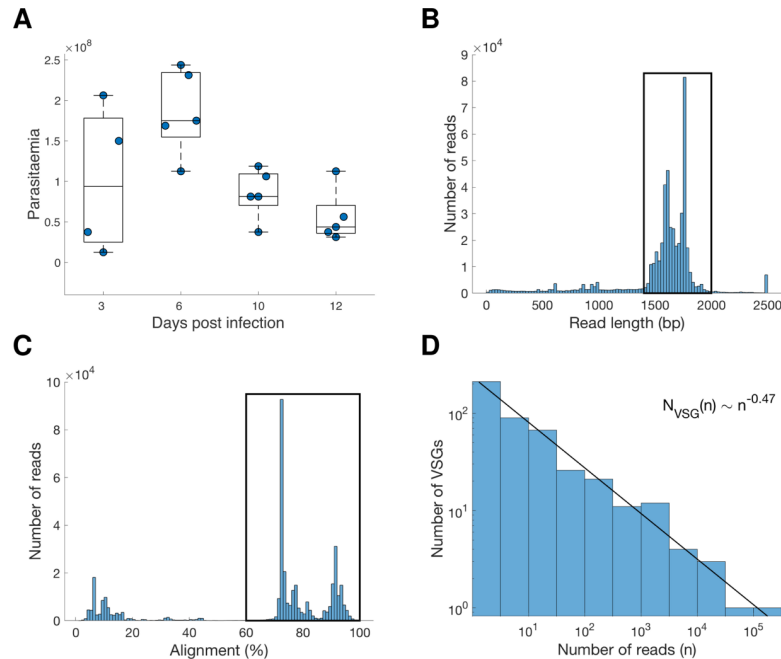 A
×10^8
2.5
2
1.5
1
0.5
0
Parasitaemia
3 6 10 12
Days post infection
B
×10^4
9
8
7
6
5
4
3
2
1
0
Number of reads
0 500 1000 1500 2000 2500
Read length (bp)
C
×10^4
10
8
6
4
2
0
Number of reads
0 20 40 60 80 100
Alignment (%)
D
N_VSG(n) ~ n^-0.47
10^2
10^1
10^0
Number of VSGs
10^1 10^2 10^3 10^4 10^5
Number of reads (n)